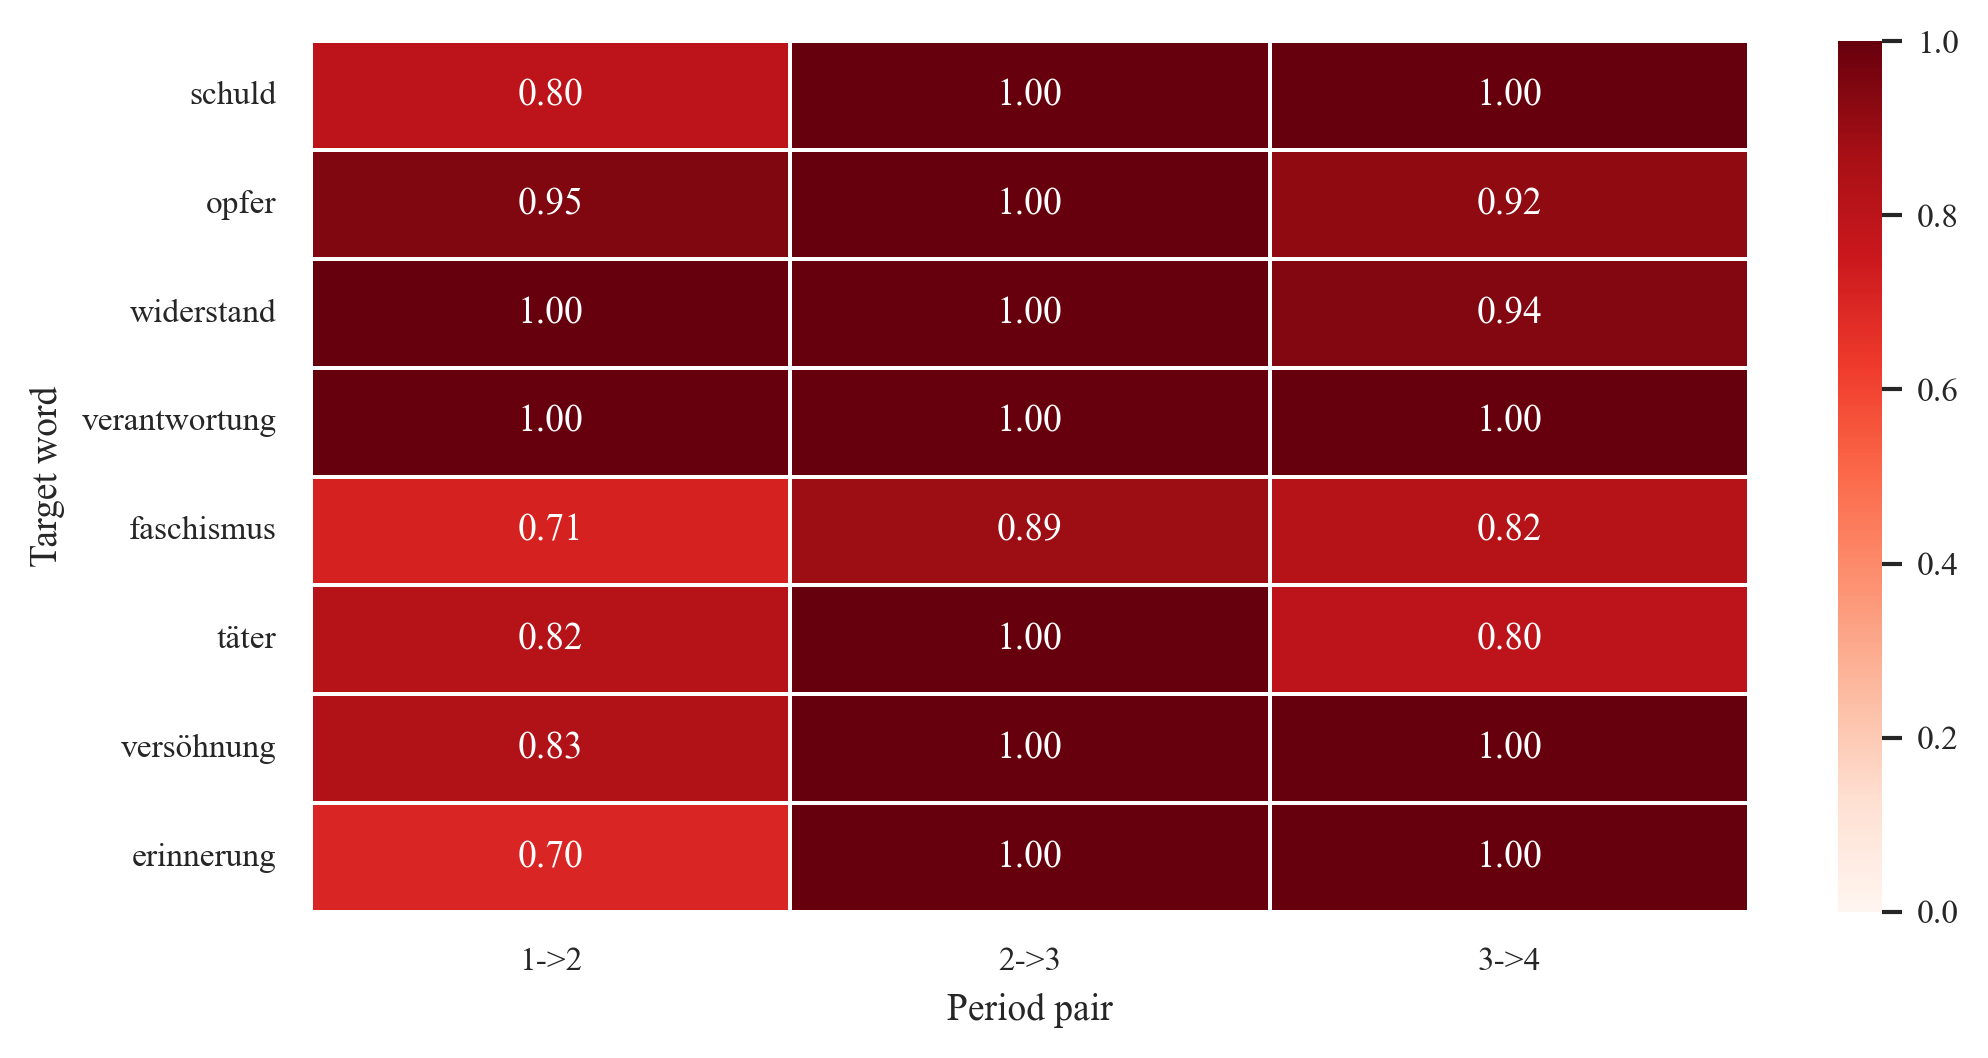 schuld 0.80 1.00 1.00 1.0
opfer 0.95 1.00 0.92 0.8
widerstand 1.00 1.00 0.94
verantwortung 1.00 1.00 1.00 0.6
faschismus 0.71 0.89 0.82 0.4
täter 0.82 1.00 0.80
versöhnung 0.83 1.00 1.00 0.2
erinnerung 0.70 1.00 1.00 0.0
Target word
1->2 2->3 3->4
Period pair